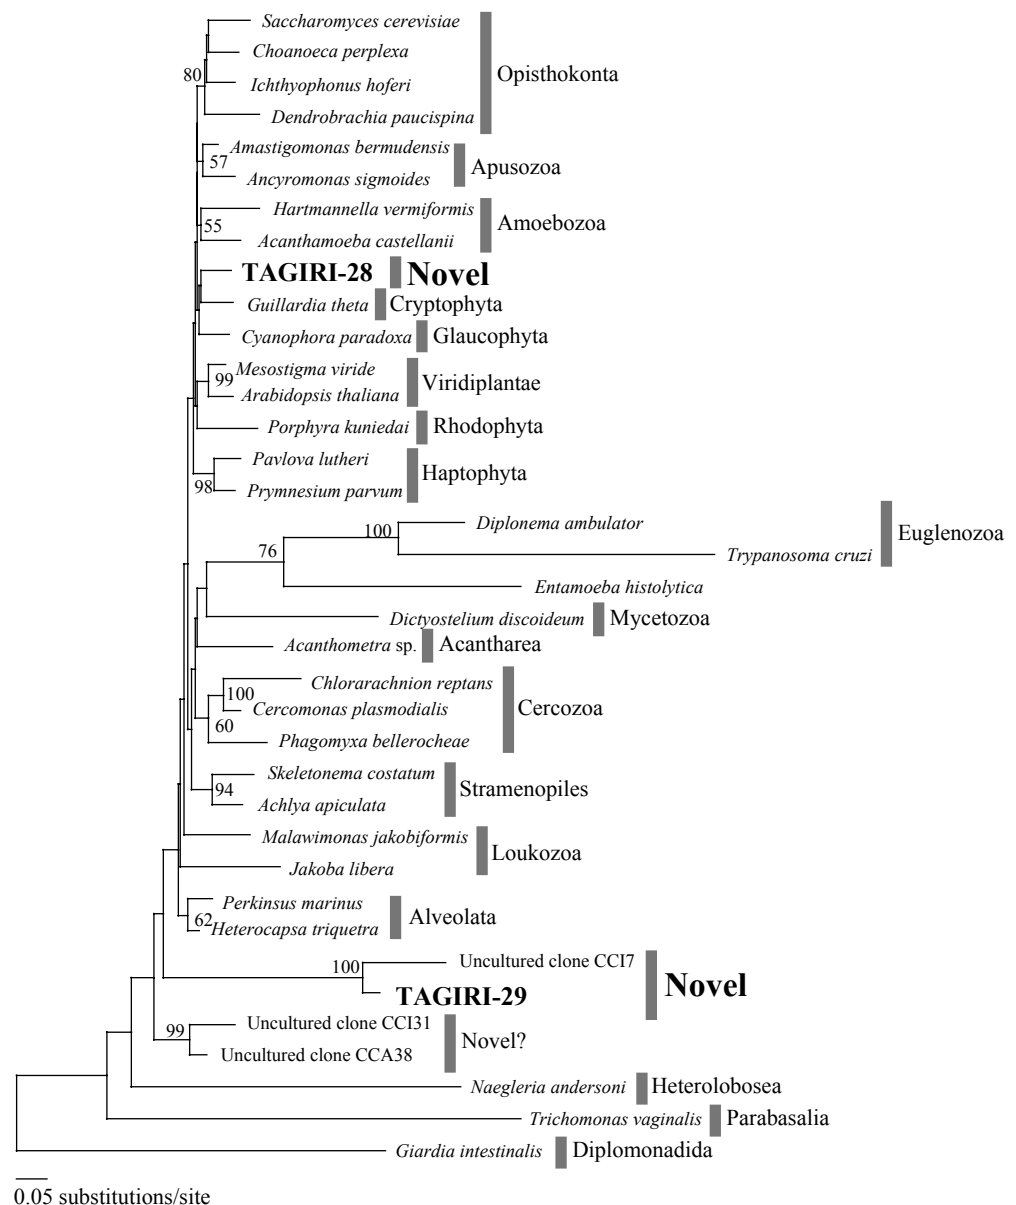 Saccharomyces cerevisiae
Choanoeca perplexa
Opisthokonta
80
Ichthyophonus hoferi
Dendrobrachia paucispina
Amastigomonas bermudensis
57
Apusozoa
Ancyromonas sigmoides
Hartmannella vermiformis
55
Amoebozoa
Acanthamoeba castellanii
TAGIRI-28 Novel
Guillardia theta Cryptophyta
Cyanophora paradoxa Glaucophyta
Mesostigma viride
99
Viridiplantae
Arabidopsis thaliana
Porphyra kuniedai Rhodophyta
Pavlova lutheri
Haptophyta
98
Prymnesium parvum
Diplonema ambulator
100
Euglenozoa
76
Trypanosoma cruzi
Entamoeba histolytica
Dictyostelium discoideum Mycetozoa
Acanthometra sp. Acantharea
Chlorarachnion reptans
100
Cercomonas plasmodialis
Cercozoa
60
Phagomyxa bellerocheae
Skeletonema costatum
94
Stramenopiles
Achlya apiculata
Malawimonas jakobiformis
Loukozoa
Jakoba libera
Perkinsus marinus
62
Alveolata
Heterocapsa triquetra
Uncultured clone CCI7
100
Novel
TAGIRI-29
Uncultured clone CCI31
99
Novel?
Uncultured clone CCA38
Naegleria andersoni Heterolobosea
Trichomonas vaginalis Parabasalia
Giardia intestinalis Diplomonadida
0.05 substitutions/site